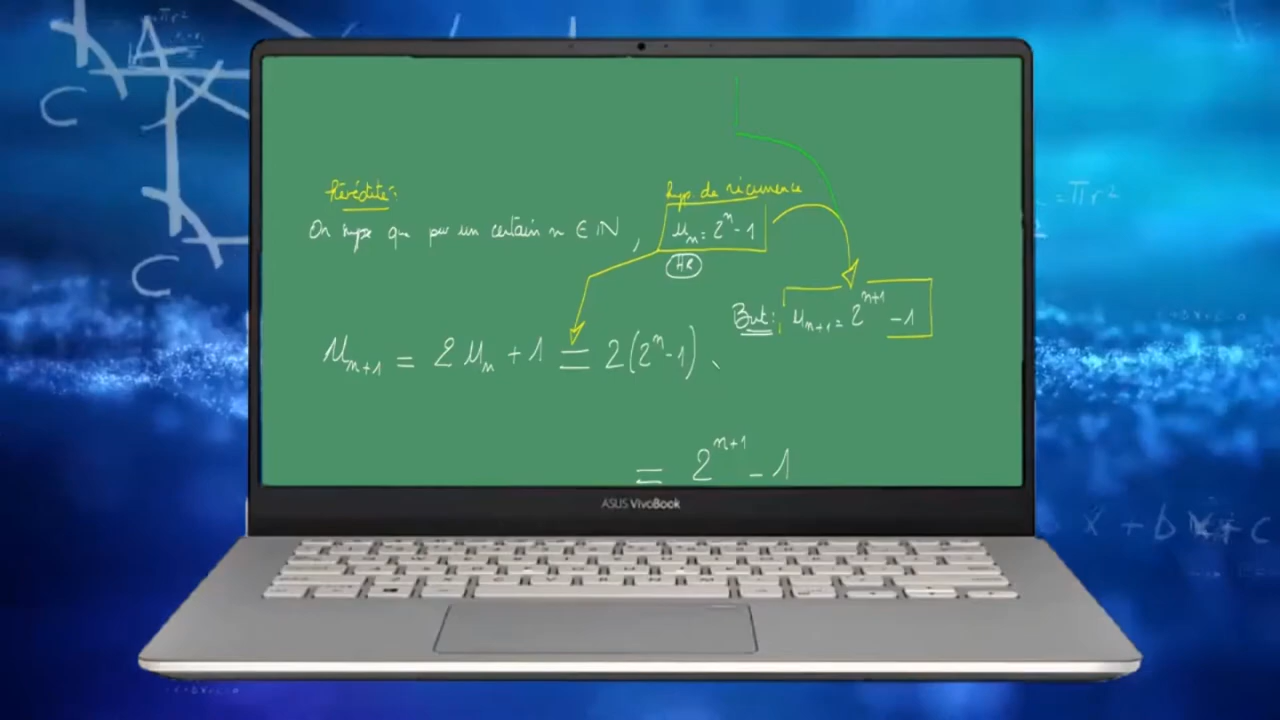 Hérédité:
Hyp. de récurrence
On suppose que pour un certain n ∈ ℕ, uₙ = 2ⁿ - 1
HR
But: uₙ₊₁ = 2ⁿ⁺¹ - 1
uₙ₊₁ = 2uₙ + 1 = 2(2ⁿ - 1)
= 2ⁿ⁺¹ - 1
ASUS VivoBook
C
A
C
= πr²
x + b x + c